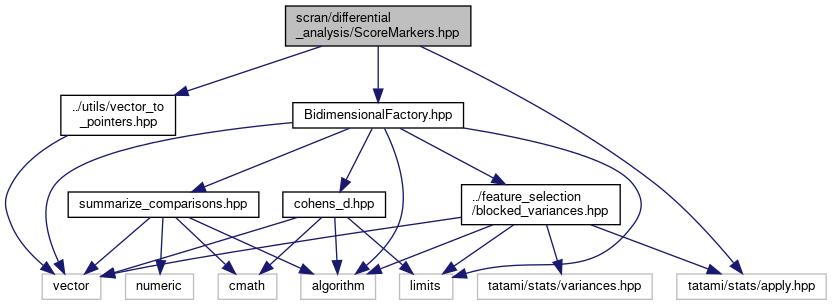 scran/differential
_analysis/ScoreMarkers.hpp
../utils/vector_to
_pointers.hpp
BidimensionalFactory.hpp
summarize_comparisons.hpp
cohens_d.hpp
../feature_selection
/blocked_variances.hpp
vector
numeric
cmath
algorithm
limits
tatami/stats/variances.hpp
tatami/stats/apply.hpp